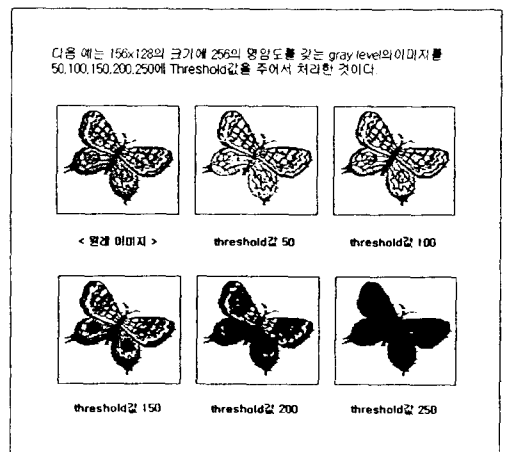 다음 예는 156x128의 크기에 256의 명암도를 갖는 gray level의이미지를
50,100,150,200,250에 Threshold값을 주어서 처리한 것이다.
< 원래 이미지 >
threshold값 50
threshold값 100
threshold값 150
threshold값 200
threshold값 250